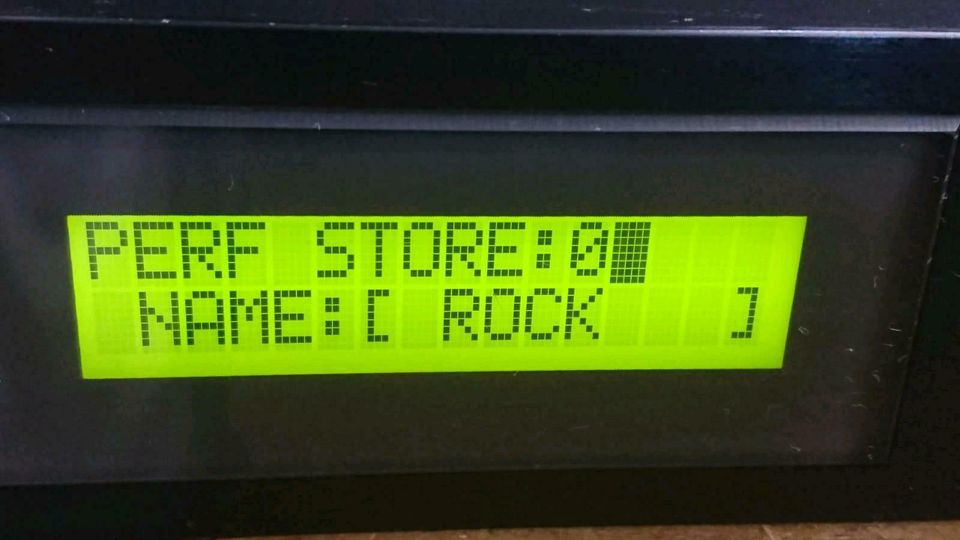 PERF STORE:0
NAME:[ ROCK    ]